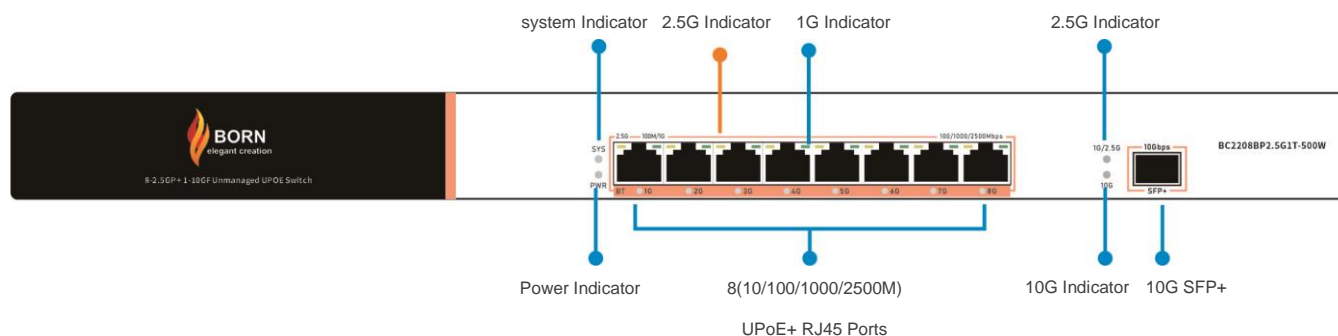 system Indicator
2.5G Indicator
1G Indicator
2.5G Indicator
BORN
elegant creation
8-2.5GP+ 1-10GF Unmanaged UPOE Switch
SYS
PWR
2.5G
100M/1G
100/1000/2500Mbps
BT
1G
2G
3G
4G
5G
6G
7G
8G
1G/2.5G
10G
10Gbps
SFP+
BC2208BP2.5G1T-500W
Power Indicator
8(10/100/1000/2500M)
UPoE+ RJ45 Ports
10G Indicator
10G SFP+